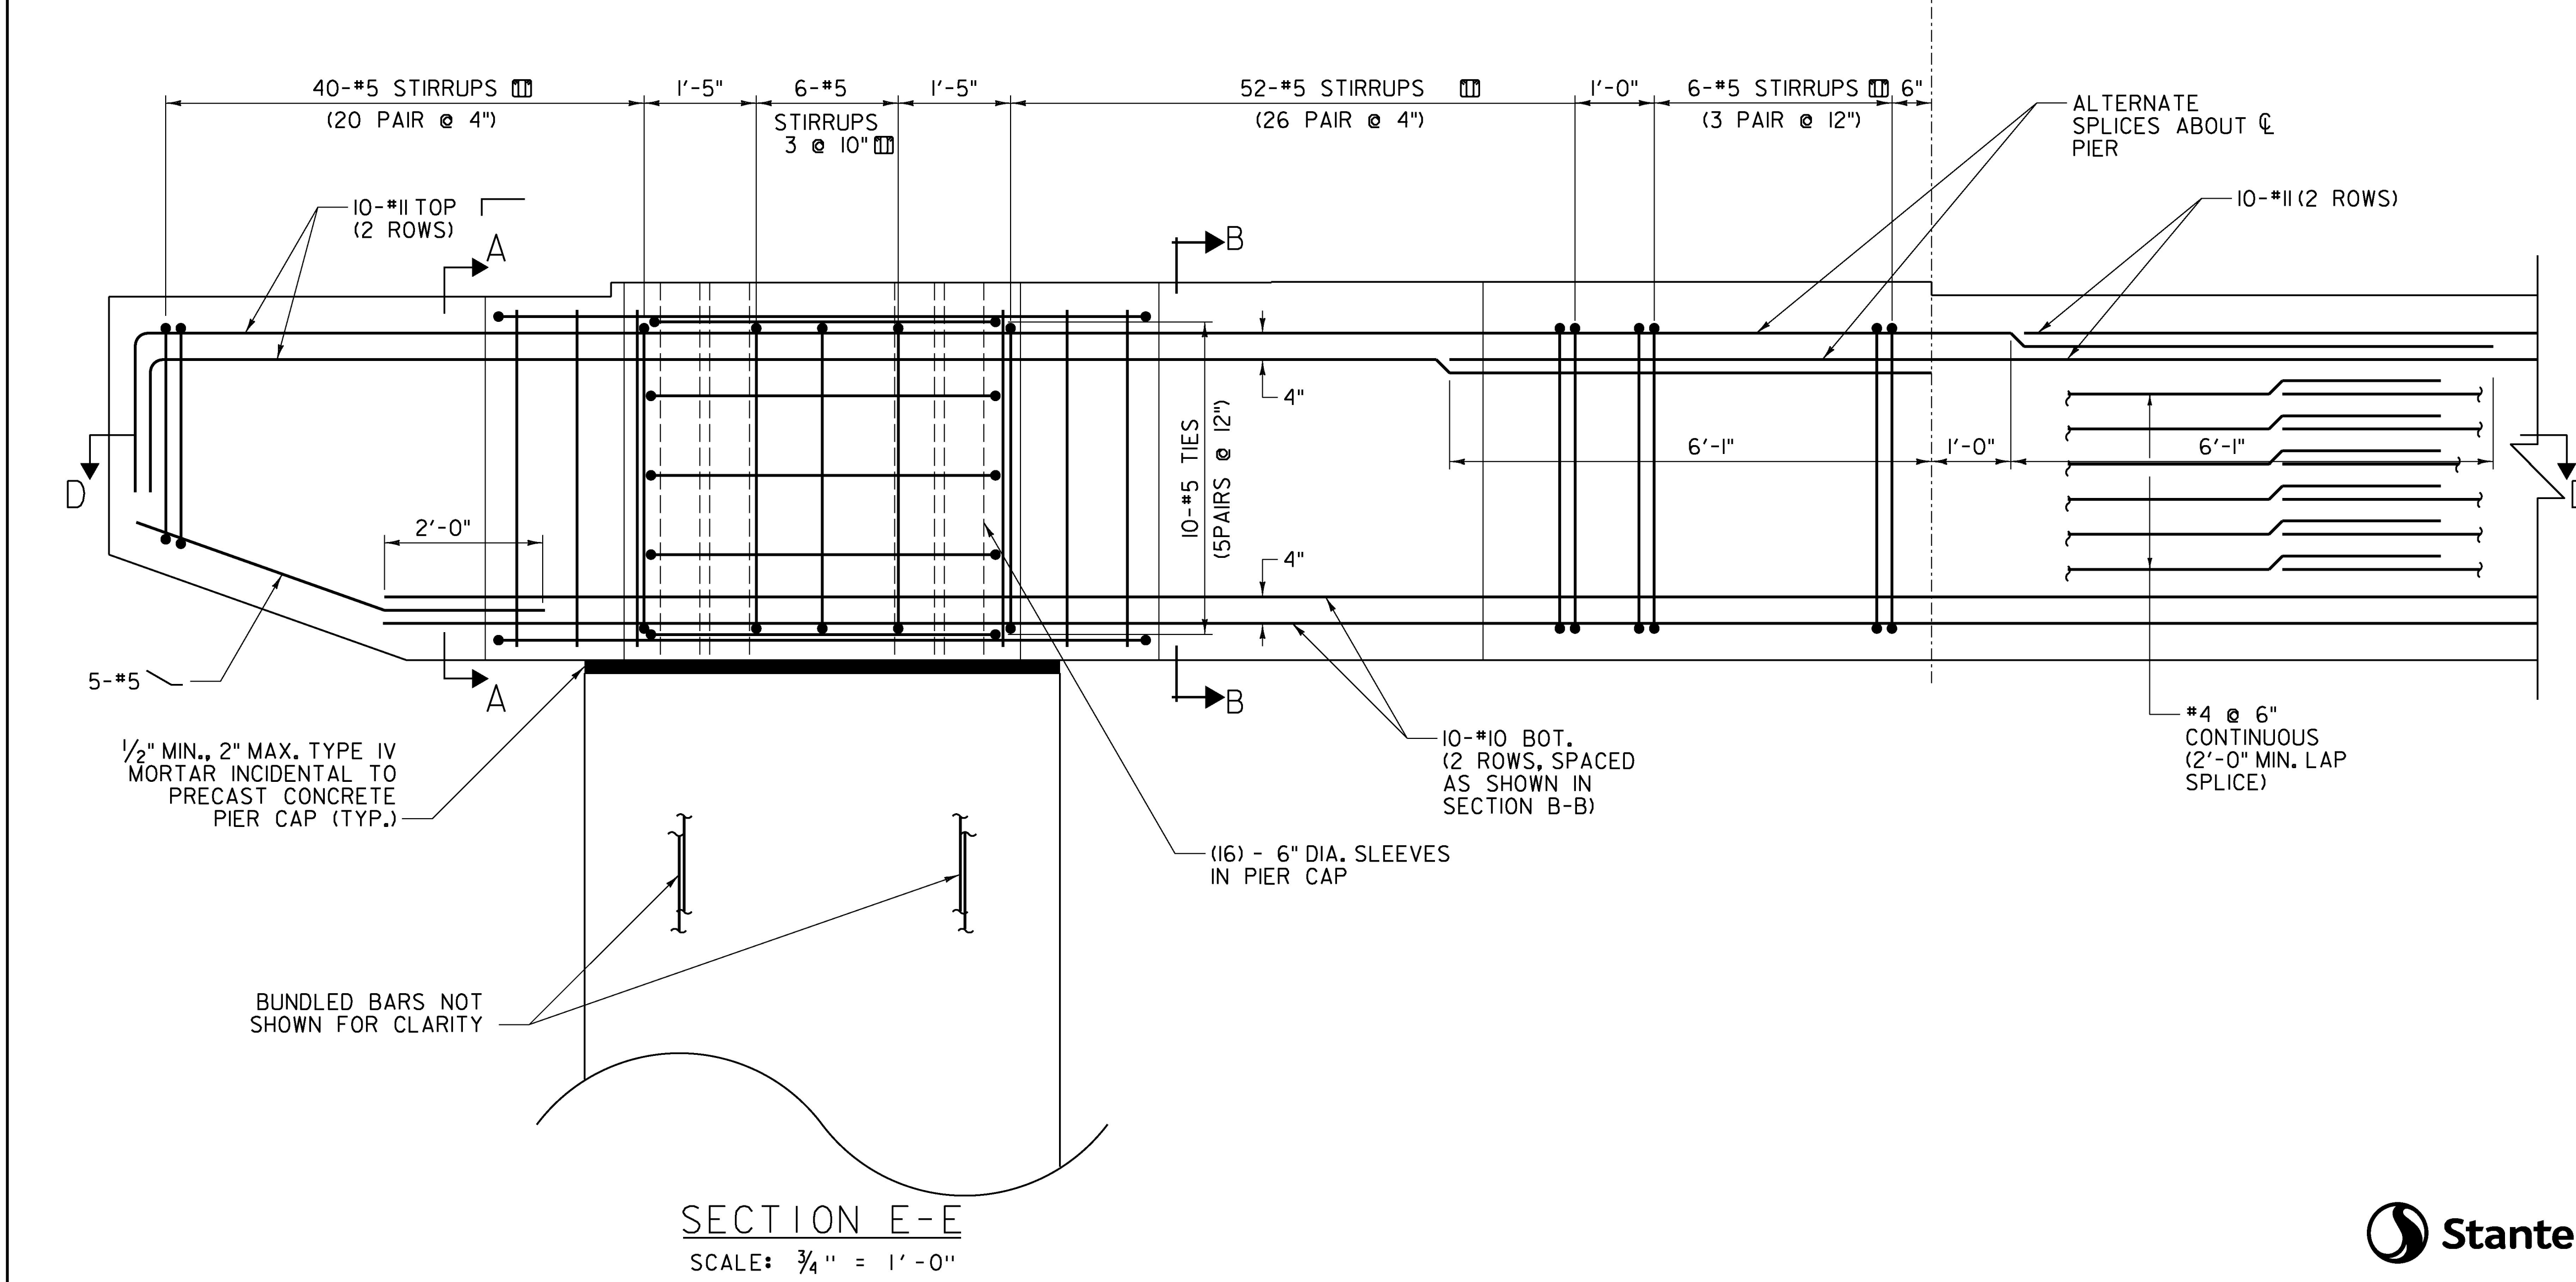 40-#5 STIRRUPS
(20 PAIR @ 4")
1'-5"
6-#5
STIRRUPS
3 @ 10"
1'-5"
52-#5 STIRRUPS
(26 PAIR @ 4")
1'-0"
6-#5 STIRRUPS
(3 PAIR @ 12")
6"
ALTERNATE
SPLICES ABOUT ℄
PIER
10-#11 TOP
(2 ROWS)
10-#11 (2 ROWS)
A
B
4"
10-#5 TIES
(5PAIRS @ 12")
6'-1"
1'-0"
6'-1"
D
2'-0"
4"
5-#5
A
B
1/2" MIN., 2" MAX. TYPE IV
MORTAR INCIDENTAL TO
PRECAST CONCRETE
PIER CAP (TYP.)
10-#10 BOT.
(2 ROWS, SPACED
AS SHOWN IN
SECTION B-B)
#4 @ 6"
CONTINUOUS
(2'-0" MIN. LAP
SPLICE)
(16) - 6" DIA. SLEEVES
IN PIER CAP
BUNDLED BARS NOT
SHOWN FOR CLARITY
SECTION E-E
SCALE: 3/4" = 1'-0"
Stante